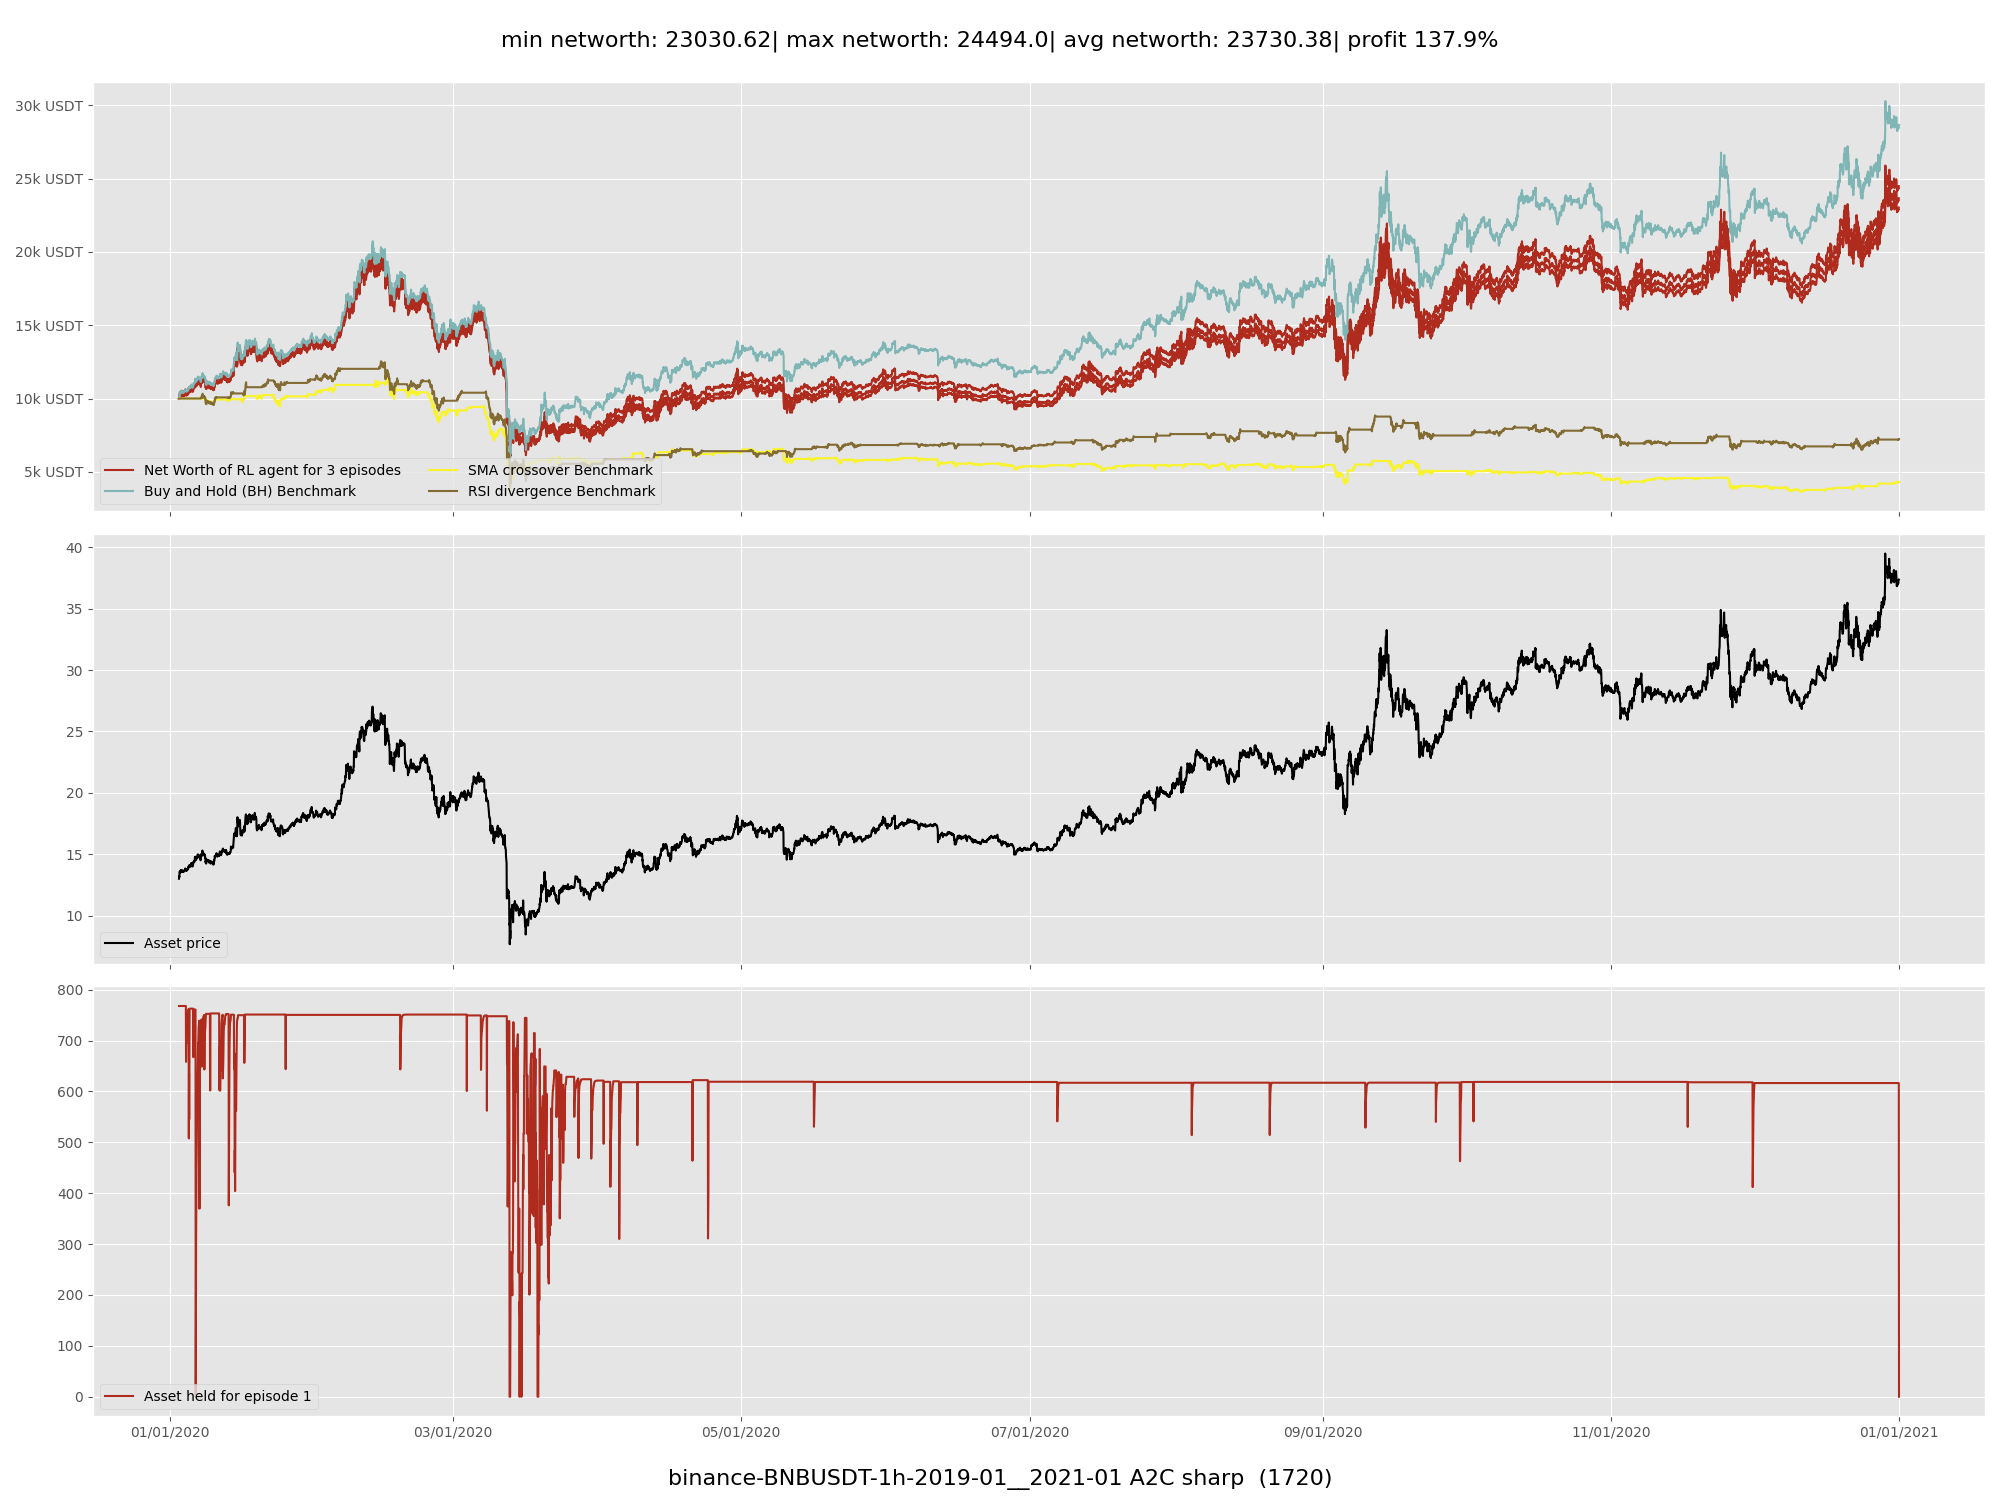 min networth: 23030.62| max networth: 24494.0| avg networth: 23730.38| profit 137.9%
30k USDT
25k USDT
20k USDT
15k USDT
10k USDT
5k USDT
Net Worth of RL agent for 3 episodes
Buy and Hold (BH) Benchmark
SMA crossover Benchmark
RSI divergence Benchmark
40
35
30
25
20
15
10
Asset price
800
700
600
500
400
300
200
100
0
Asset held for episode 1
01/01/2020 03/01/2020 05/01/2020 07/01/2020 09/01/2020 11/01/2020 01/01/2021
binance-BNBUSDT-1h-2019-01__2021-01 A2C sharp (1720)